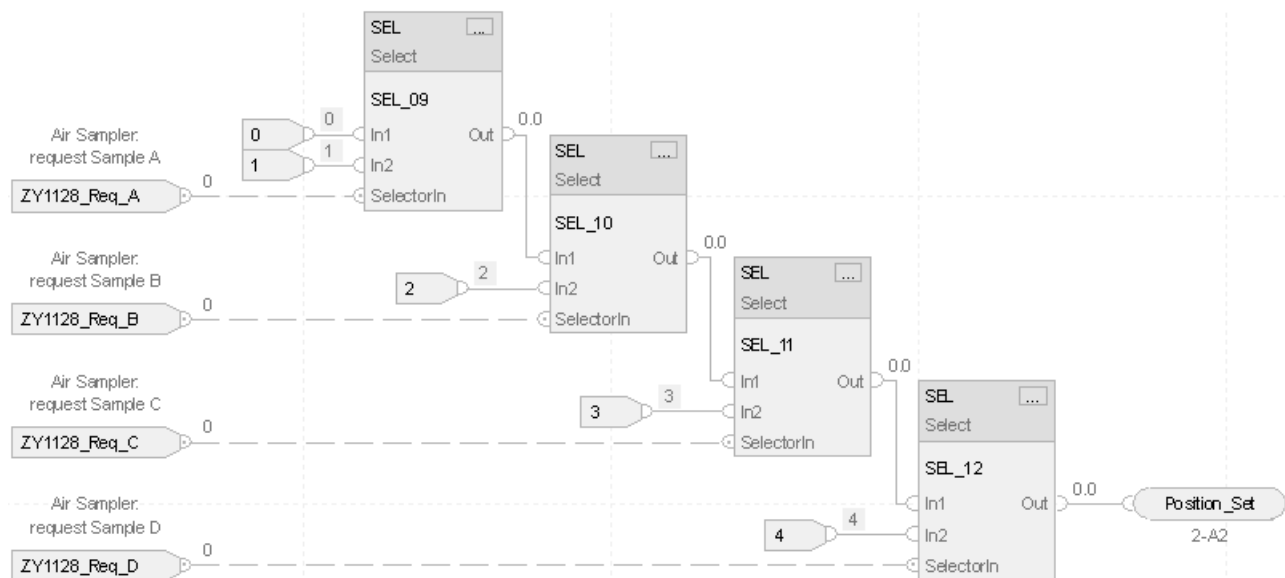 SEL ...
Select
SEL_09
0
0
In1
Out
0.0
1
1
In2
Air Sampler:
request Sample A
ZY1128_Req_A
0
SelectorIn
SEL ...
Select
SEL_10
In1
Out
0.0
2
2
In2
Air Sampler:
request Sample B
ZY1128_Req_B
0
SelectorIn
SEL ...
Select
SEL_11
In1
Out
0.0
3
3
In2
Air Sampler:
request Sample C
ZY1128_Req_C
0
SelectorIn
SEL ...
Select
SEL_12
In1
Out
0.0
Position_Set
2-A2
4
4
In2
Air Sampler:
request Sample D
ZY1128_Req_D
0
SelectorIn